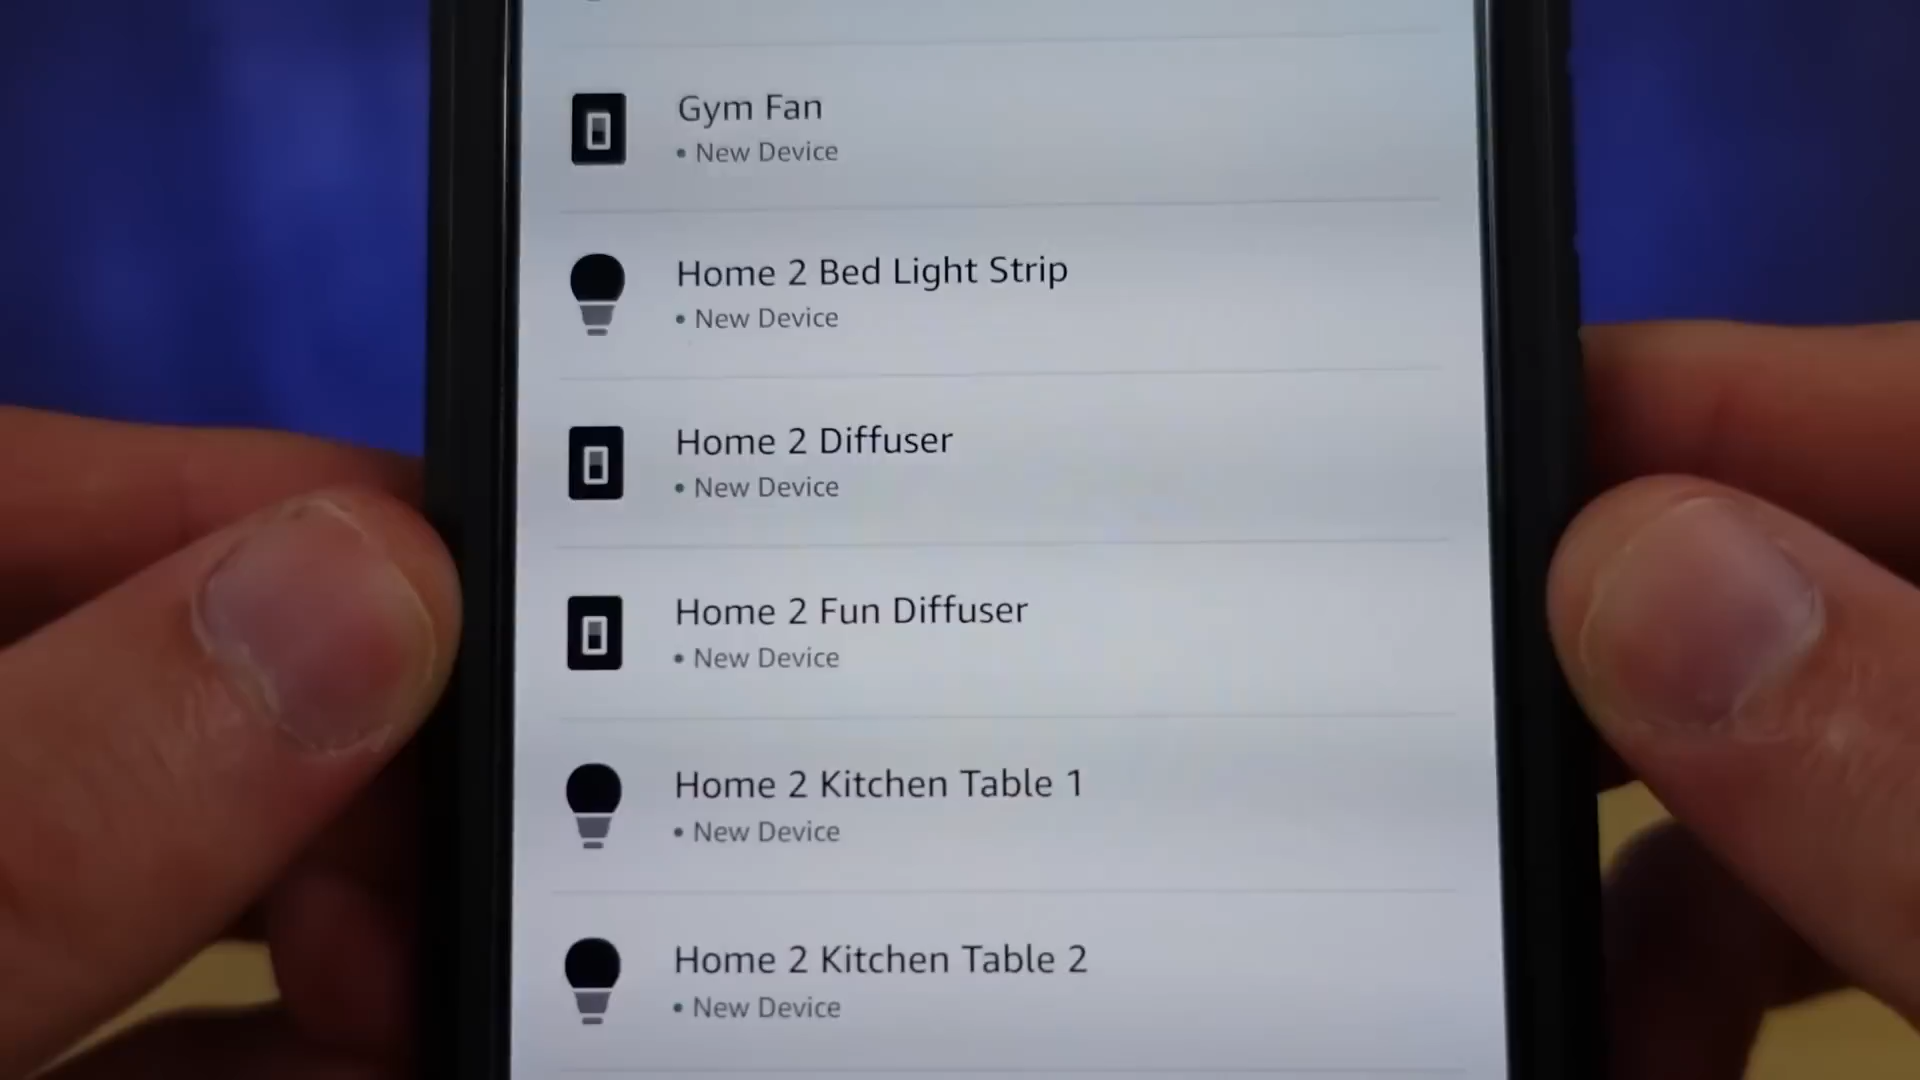 Gym Fan
• New Device
Home 2 Bed Light Strip
• New Device
Home 2 Diffuser
• New Device
Home 2 Fun Diffuser
• New Device
Home 2 Kitchen Table 1
• New Device
Home 2 Kitchen Table 2
• New Device